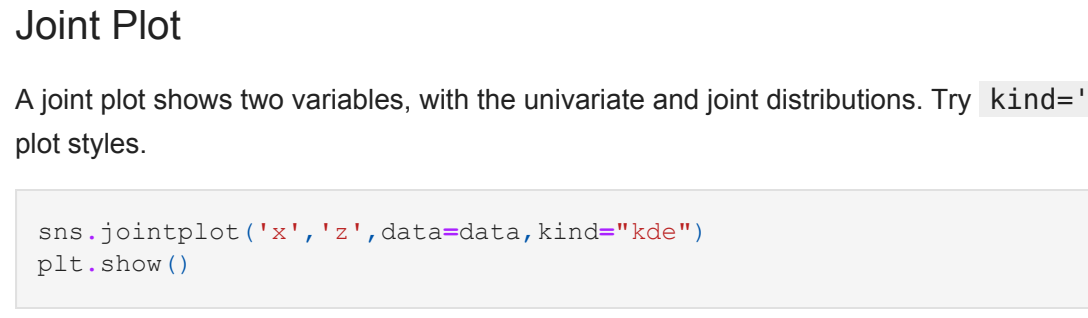 Joint Plot
A joint plot shows two variables, with the univariate and joint distributions. Try kind='
plot styles.
sns.jointplot('x','z',data=data,kind="kde")
plt.show()